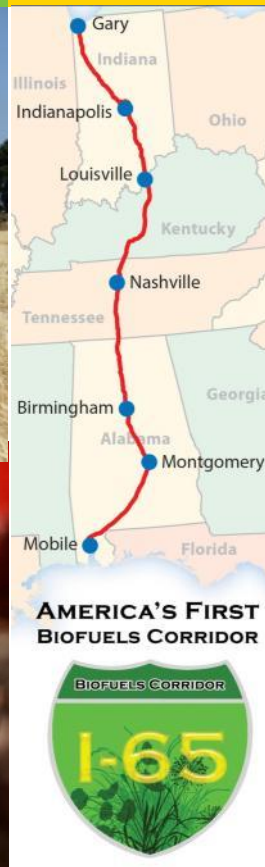 Gary
Indiana
Illinois
Indianapolis
Ohio
Louisville
Kentucky
Nashville
Tennessee
Georgia
Birmingham
Alabama
Montgomery
Mobile
Florida
AMERICA'S FIRST
BIOFUELS CORRIDOR
BIOFUELS CORRIDOR
I-65